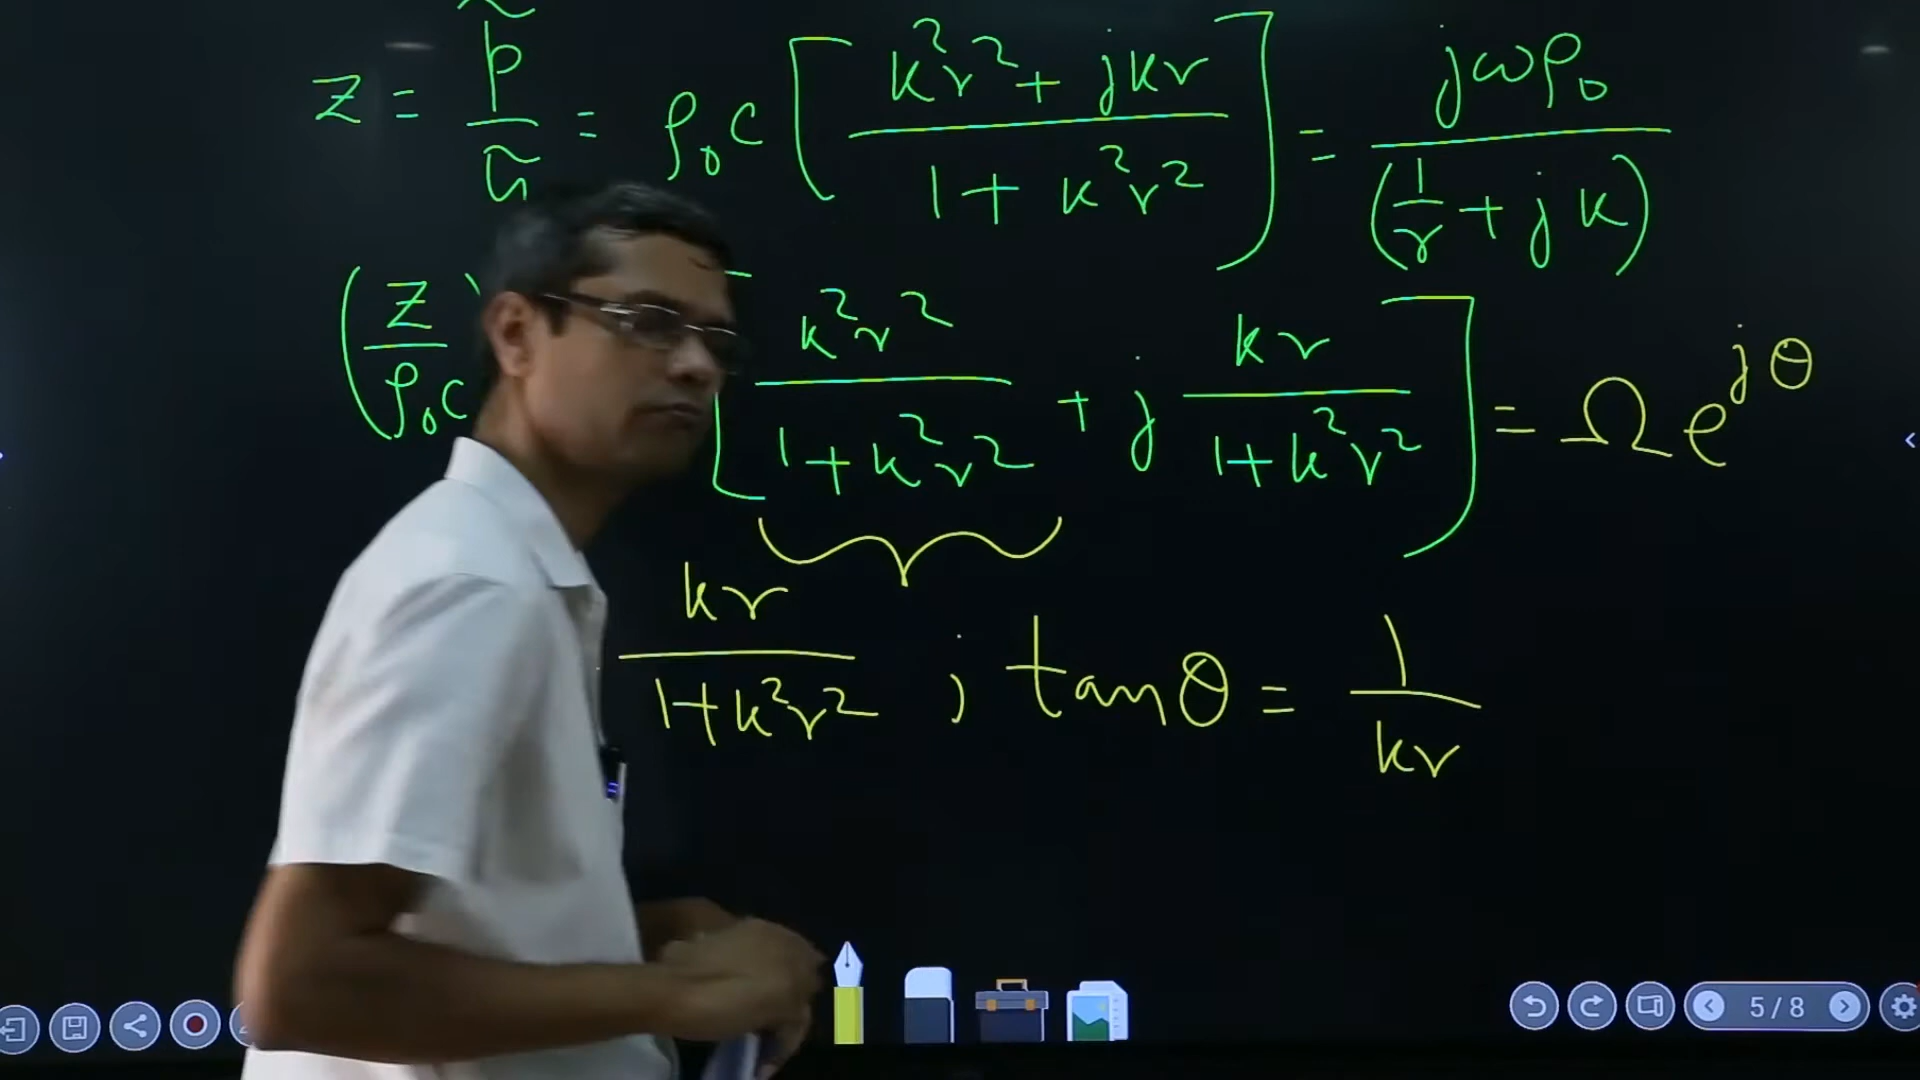 Z = p̃ / ũ = ρ₀c [ (k²r² + jkr) / (1 + k²r²) ] = jωρ₀ / (1/r + jk)
(Z / ρ₀c [ k²r² / (1 + k²r²) + j kr / (1 + k²r²) ] = Ω e^{jθ}
kr / (1+k²r²) ; tanθ = 1 / kr
5 / 8